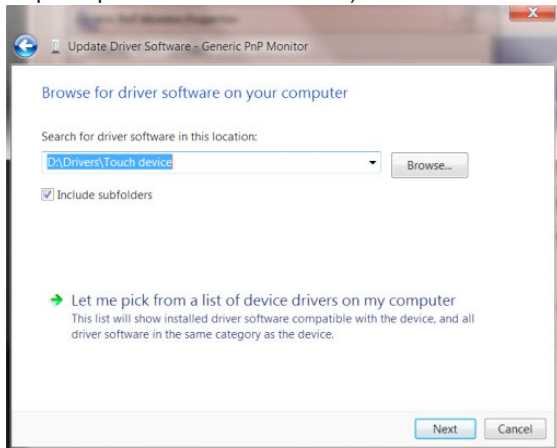 Update Driver Software - Generic PnP Monitor
Browse for driver software on your computer
Search for driver software in this location:
D:\Drivers\Touch device
Browse...
Include subfolders
Let me pick from a list of device drivers on my computer
This list will show installed driver software compatible with the device, and all
driver software in the same category as the device.
Next
Cancel